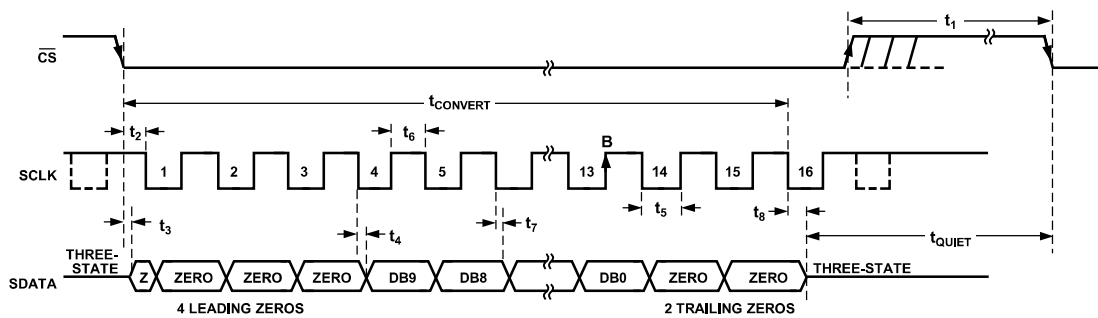 t1
CS
tCONVERT
t2
t6
B
SCLK
1
2
3
4
5
13
14
15
16
t3
t4
t7
t5
t8
tQUIET
THREE-
STATE
SDATA
Z
ZERO
ZERO
ZERO
DB9
DB8
DB0
ZERO
ZERO
THREE-STATE
4 LEADING ZEROS
2 TRAILING ZEROS